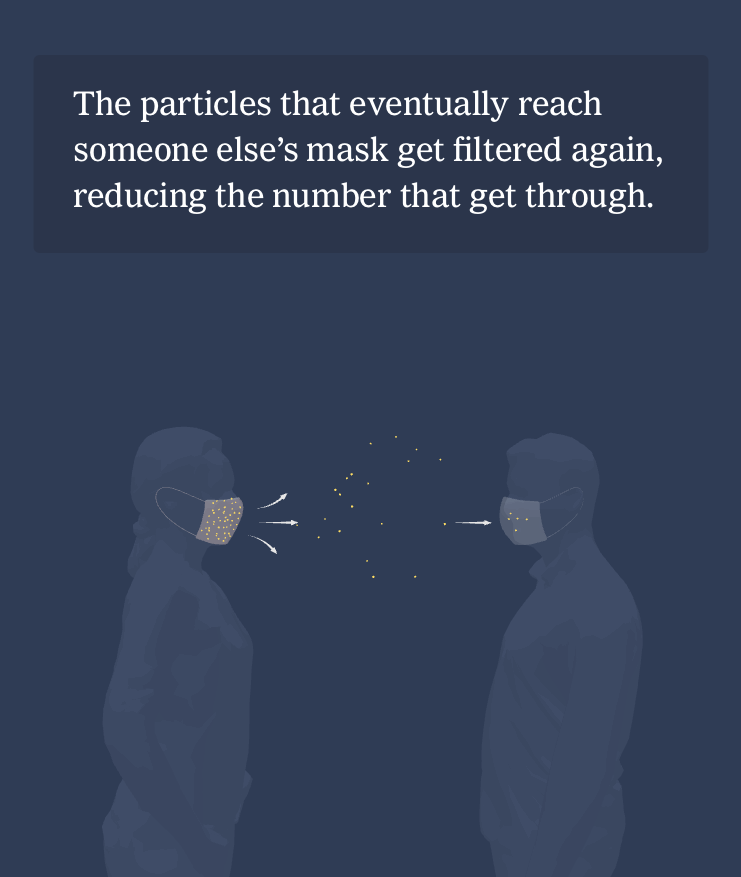 The particles that eventually reach
someone else’s mask get filtered again,
reducing the number that get through.